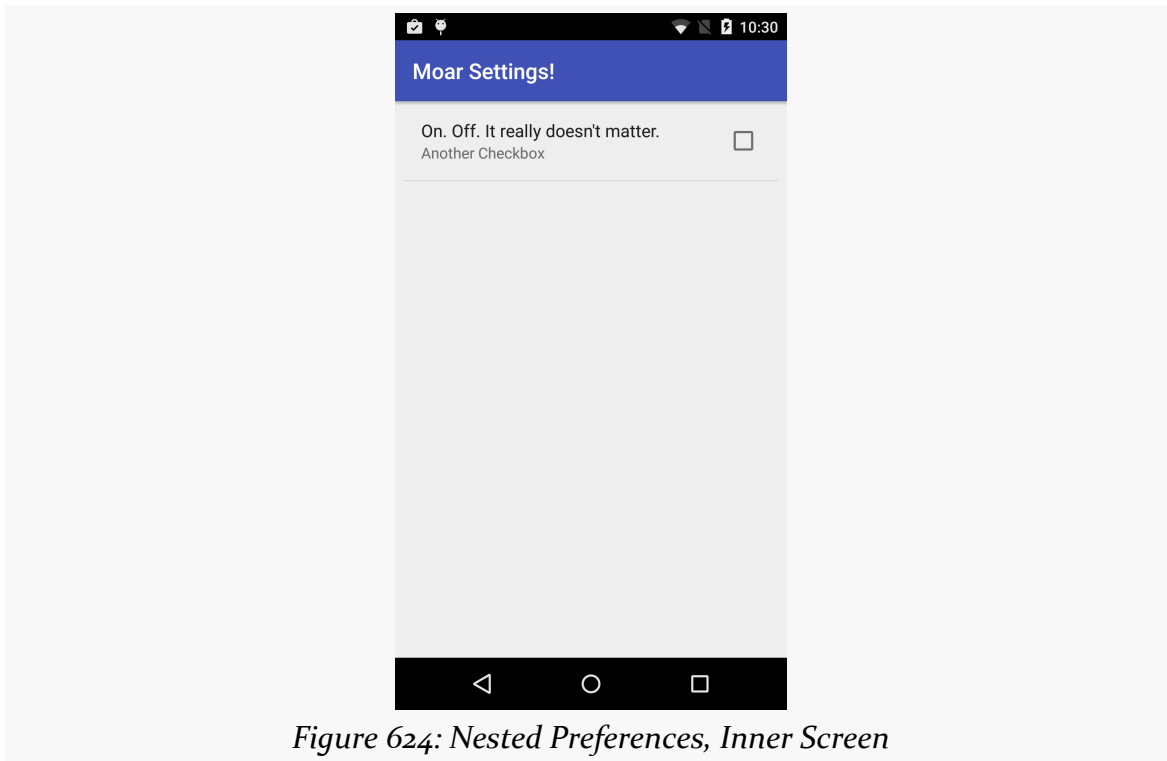 10:30
Moar Settings!
On. Off. It really doesn't matter.
Another Checkbox
Figure 624: Nested Preferences, Inner Screen